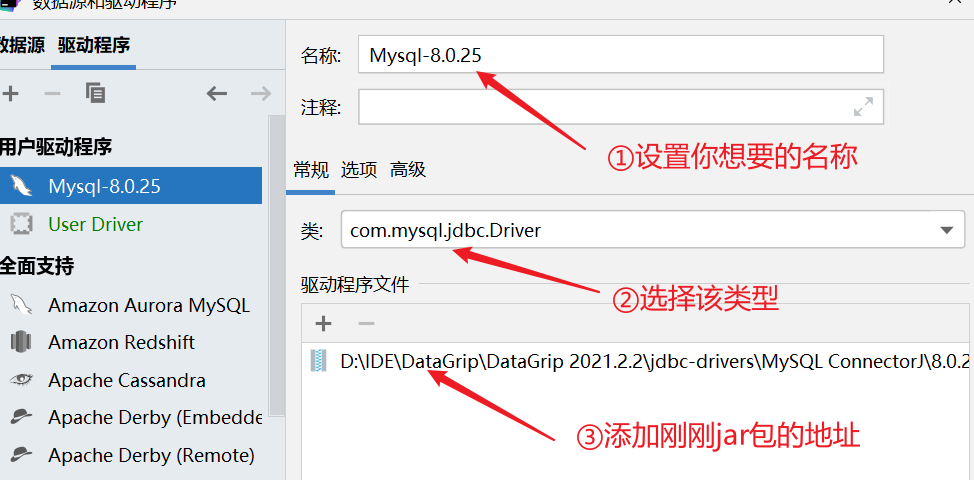 数据源和驱动程序
数据源 驱动程序
用户驱动程序
Mysql-8.0.25
User Driver
全面支持
Amazon Aurora MySQL
Amazon Redshift
Apache Cassandra
Apache Derby (Embedde
Apache Derby (Remote)
名称: Mysql-8.0.25
注释:
①设置你想要的名称
常规 选项 高级
类: com.mysql.jdbc.Driver
②选择该类型
驱动程序文件
D:\IDE\DataGrip\DataGrip 2021.2.2\jdbc-drivers\MySQL ConnectorJ\8.0.2
③添加刚刚jar包的地址